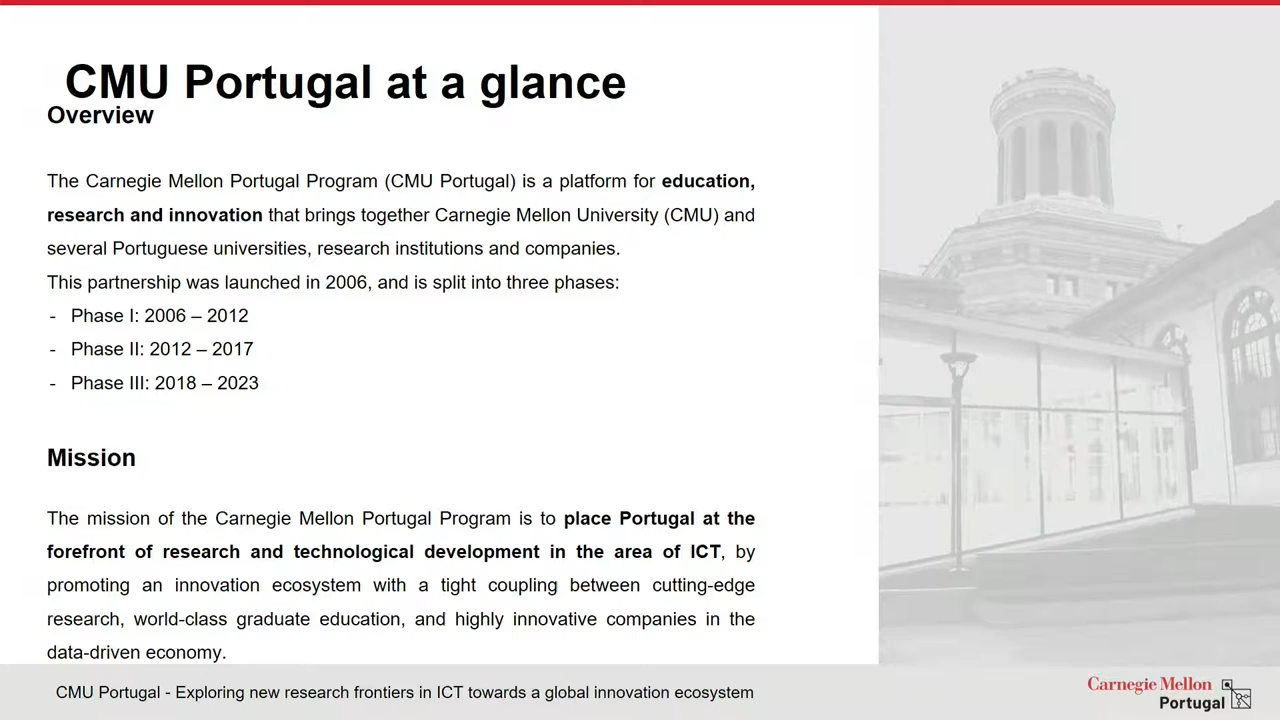 CMU Portugal at a glance
Overview
The Carnegie Mellon Portugal Program (CMU Portugal) is a platform for education,
research and innovation that brings together Carnegie Mellon University (CMU) and
several Portuguese universities, research institutions and companies.
This partnership was launched in 2006, and is split into three phases:
- Phase I: 2006 – 2012
- Phase II: 2012 – 2017
- Phase III: 2018 – 2023
Mission
The mission of the Carnegie Mellon Portugal Program is to place Portugal at the
forefront of research and technological development in the area of ICT, by
promoting an innovation ecosystem with a tight coupling between cutting-edge
research, world-class graduate education, and highly innovative companies in the
data-driven economy.
CMU Portugal - Exploring new research frontiers in ICT towards a global innovation ecosystem
Carnegie Mellon
Portugal